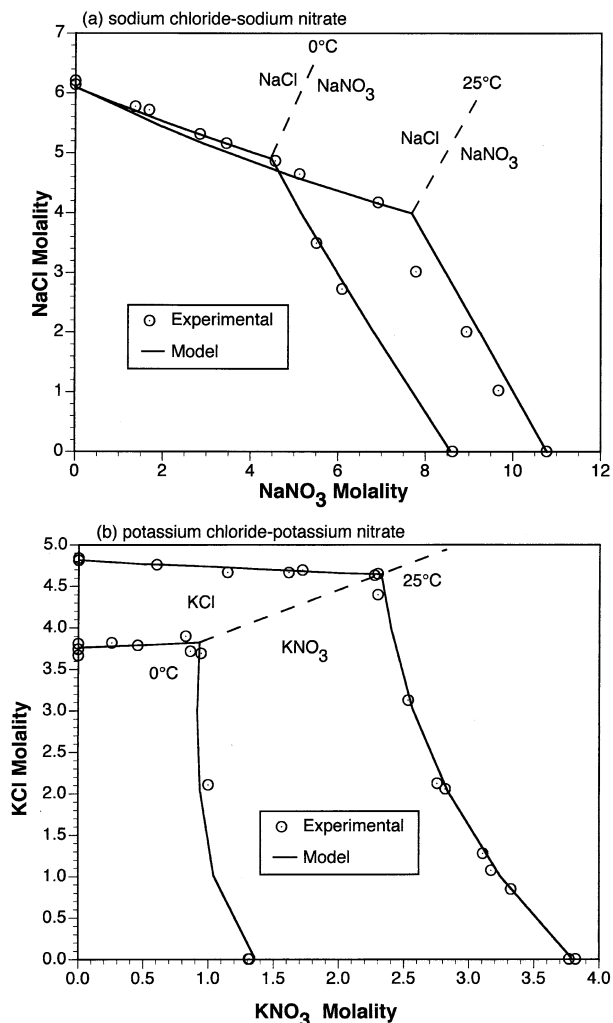 (a) sodium chloride-sodium nitrate
7
6
5
4
3
2
1
0
NaCl Molality
0°C
NaCl NaNO3
25°C
NaCl NaNO3
Experimental
Model
0 2 4 6 8 10 12
NaNO3 Molality
(b) potassium chloride-potassium nitrate
5.0
4.5
4.0
3.5
3.0
2.5
2.0
1.5
1.0
0.5
0.0
KCl Molality
25°C
KCl
KNO3
0°C
Experimental
Model
0.0 0.5 1.0 1.5 2.0 2.5 3.0 3.5 4.0
KNO3 Molality